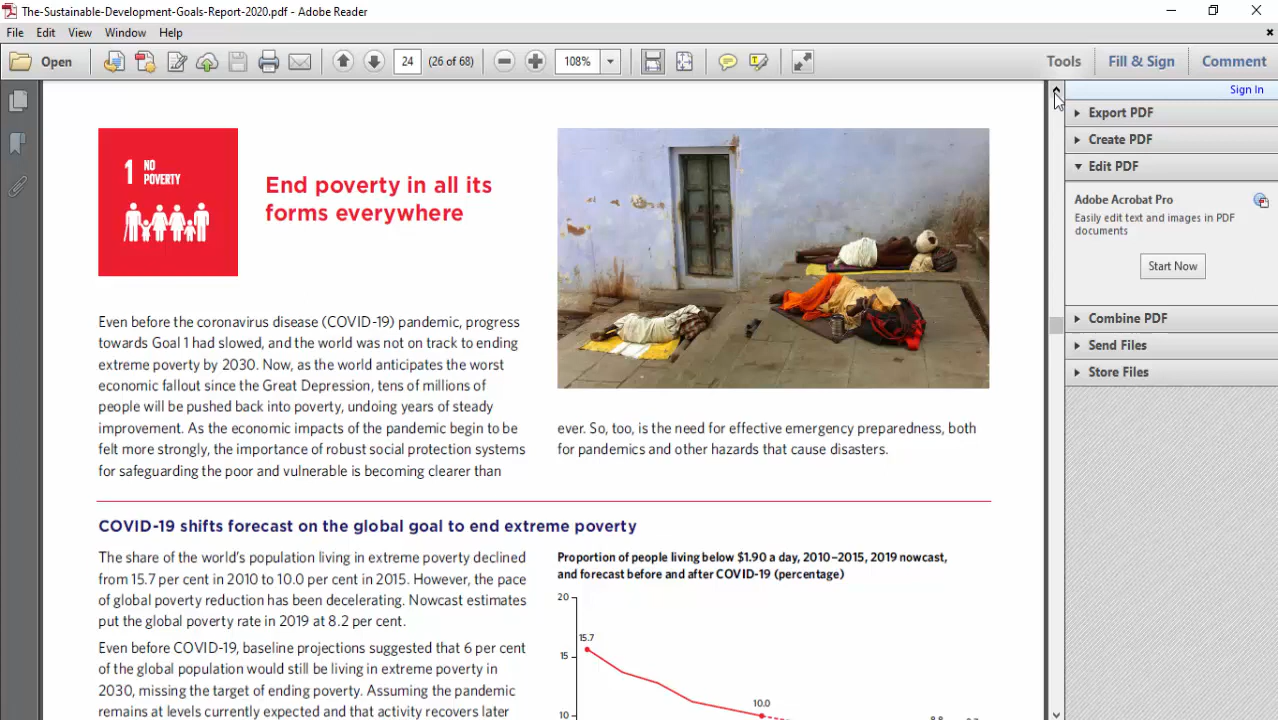 The-Sustainable-Development-Goals-Report-2020.pdf - Adobe Reader
File Edit View Window Help
Open 24 (26 of 68) 108% Tools Fill & Sign Comment
Sign In
Export PDF
Create PDF
Edit PDF
Adobe Acrobat Pro
Easily edit text and images in PDF
documents
Start Now
Combine PDF
Send Files
Store Files
1 NO
POVERTY
End poverty in all its
forms everywhere
Even before the coronavirus disease (COVID-19) pandemic, progress
towards Goal 1 had slowed, and the world was not on track to ending
extreme poverty by 2030. Now, as the world anticipates the worst
economic fallout since the Great Depression, tens of millions of
people will be pushed back into poverty, undoing years of steady
improvement. As the economic impacts of the pandemic begin to be
felt more strongly, the importance of robust social protection systems
for safeguarding the poor and vulnerable is becoming clearer than
ever. So, too, is the need for effective emergency preparedness, both
for pandemics and other hazards that cause disasters.
COVID-19 shifts forecast on the global goal to end extreme poverty
The share of the world's population living in extreme poverty declined
from 15.7 per cent in 2010 to 10.0 per cent in 2015. However, the pace
of global poverty reduction has been decelerating. Nowcast estimates
put the global poverty rate in 2019 at 8.2 per cent.
Even before COVID-19, baseline projections suggested that 6 per cent
of the global population would still be living in extreme poverty in
2030, missing the target of ending poverty. Assuming the pandemic
remains at levels currently expected and that activity recovers later
Proportion of people living below $1.90 a day, 2010–2015, 2019 nowcast,
and forecast before and after COVID-19 (percentage)
20
15.7
15
10.0
10